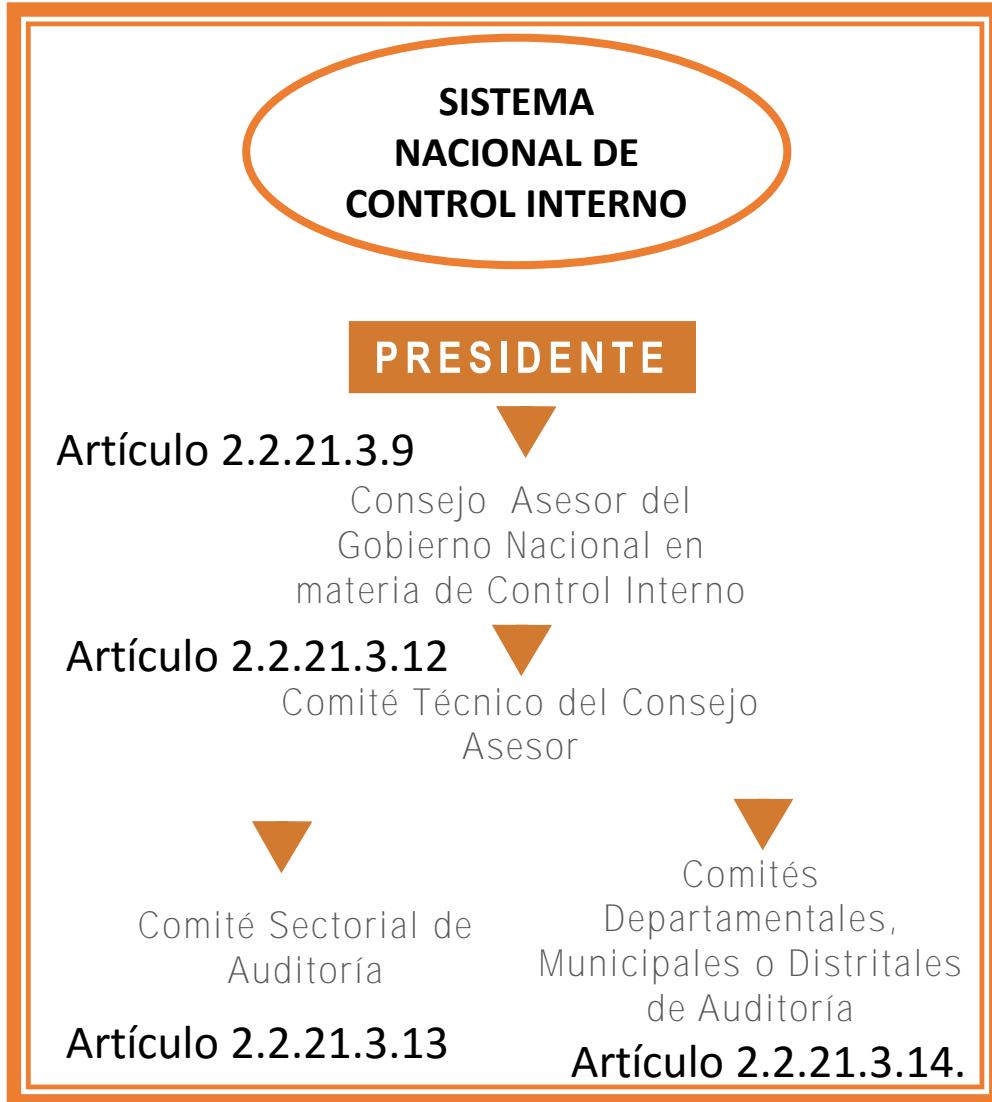 SISTEMA
NACIONAL DE
CONTROL INTERNO
PRESIDENTE
Artículo 2.2.21.3.9
Consejo Asesor del
Gobierno Nacional en
materia de Control Interno
Artículo 2.2.21.3.12
Comité Técnico del Consejo
Asesor
Comité Sectorial de
Auditoría
Artículo 2.2.21.3.13
Comités
Departamentales,
Municipales o Distritales
de Auditoría
Artículo 2.2.21.3.14.